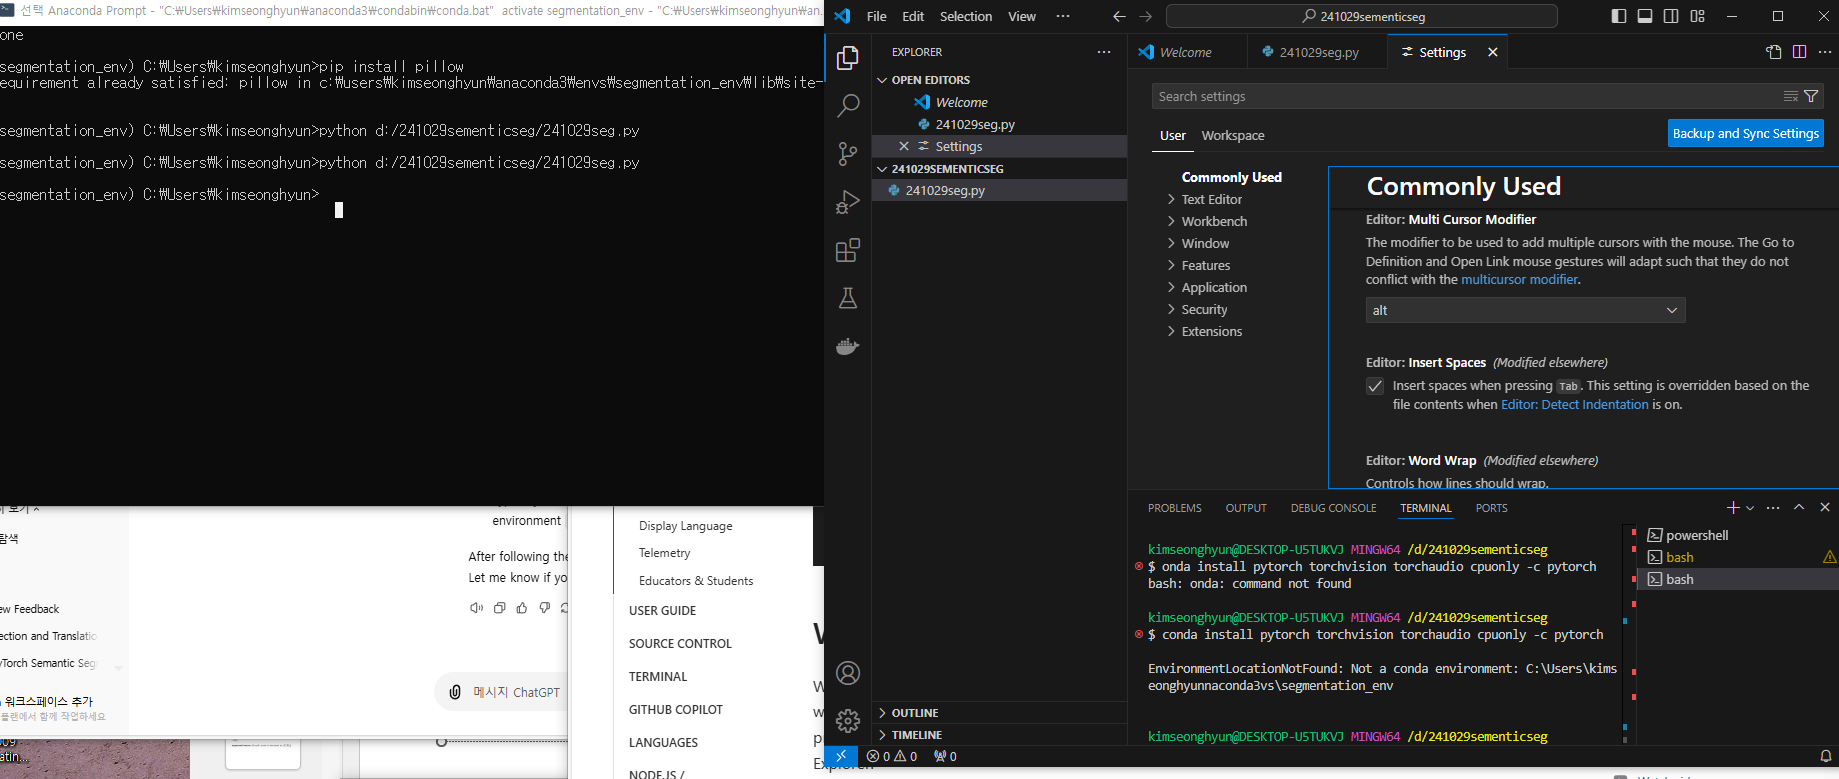 선택 Anaconda Prompt - "C:₩Users₩kimseonghyun₩anaconda3₩condabin₩conda.bat" activate segmentation_env - "C:₩Users₩kimseonghyun₩an
one
segmentation_env) C:₩Users₩kimseonghyun>pip install pillow
equirement already satisfied: pillow in c:₩users₩kimseonghyun₩anaconda3₩envs₩segmentation_env₩lib₩site-
segmentation_env) C:₩Users₩kimseonghyun>python d:/241029sementicseg/241029seg.py
segmentation_env) C:₩Users₩kimseonghyun>python d:/241029sementicseg/241029seg.py
segmentation_env) C:₩Users₩kimseonghyun>
보기
탐색
ew Feedback
ection and Translatio
yTorch Semantic Seg
워크스페이스 추가
플랜에서 함께 작업하세요
atin...
environment
After following the
Let me know if yo
메시지 ChatGPT
Display Language
Telemetry
Educators & Students
USER GUIDE
SOURCE CONTROL
TERMINAL
GITHUB COPILOT
LANGUAGES
NODE.JS /
File Edit Selection View ···
241029sementicseg
EXPLORER ···
OPEN EDITORS
Welcome
241029seg.py
Settings
241029SEMENTICSEG
241029seg.py
OUTLINE
TIMELINE
Welcome
241029seg.py
Settings
Search settings
User Workspace
Backup and Sync Settings
Commonly Used
Text Editor
Workbench
Window
Features
Application
Security
Extensions
Commonly Used
Editor: Multi Cursor Modifier
The modifier to be used to add multiple cursors with the mouse. The Go to
Definition and Open Link mouse gestures will adapt such that they do not
conflict with the multicursor modifier.
alt
Editor: Insert Spaces (Modified elsewhere)
Insert spaces when pressing Tab. This setting is overridden based on the
file contents when Editor: Detect Indentation is on.
Editor: Word Wrap (Modified elsewhere)
Controls how lines should wrap.
PROBLEMS OUTPUT DEBUG CONSOLE TERMINAL PORTS
kimseonghyun@DESKTOP-U5TUKVJ MINGW64 /d/241029sementicseg
$ onda install pytorch torchvision torchaudio cpuonly -c pytorch
bash: onda: command not found
kimseonghyun@DESKTOP-U5TUKVJ MINGW64 /d/241029sementicseg
$ conda install pytorch torchvision torchaudio cpuonly -c pytorch
EnvironmentLocationNotFound: Not a conda environment: C:\Users\kims
eonghyunnaconda3vs\segmentation_env
kimseonghyun@DESKTOP-U5TUKVJ MINGW64 /d/241029sementicseg
powershell
bash
bash
0 0 0